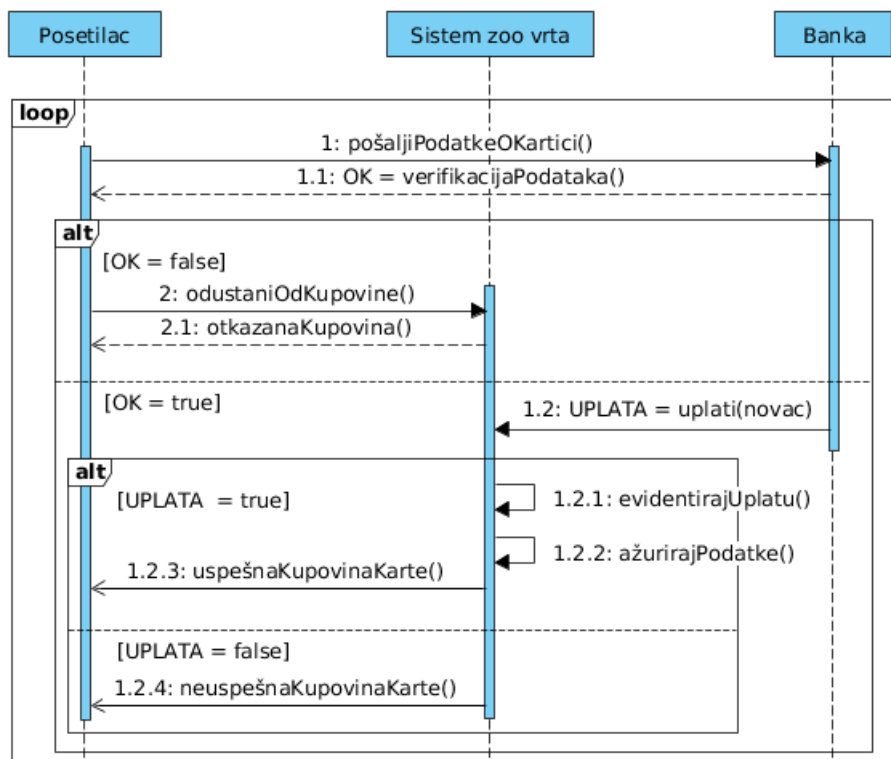 Posetilac
Sistem zoo vrta
Banka
loop
1: pošaljiPodatkeOKartici()
1.1: OK = verifikacijaPodataka()
alt
[OK = false]
2: odustaniOdKupovine()
2.1: otkazanaKupovina()
[OK = true]
1.2: UPLATA = uplati(novac)
alt
[UPLATA = true]
1.2.1: evidentirajUplatu()
1.2.2: ažurirajPodatke()
1.2.3: uspešnaKupovinaKarte()
[UPLATA = false]
1.2.4: neuspešnaKupovinaKarte()